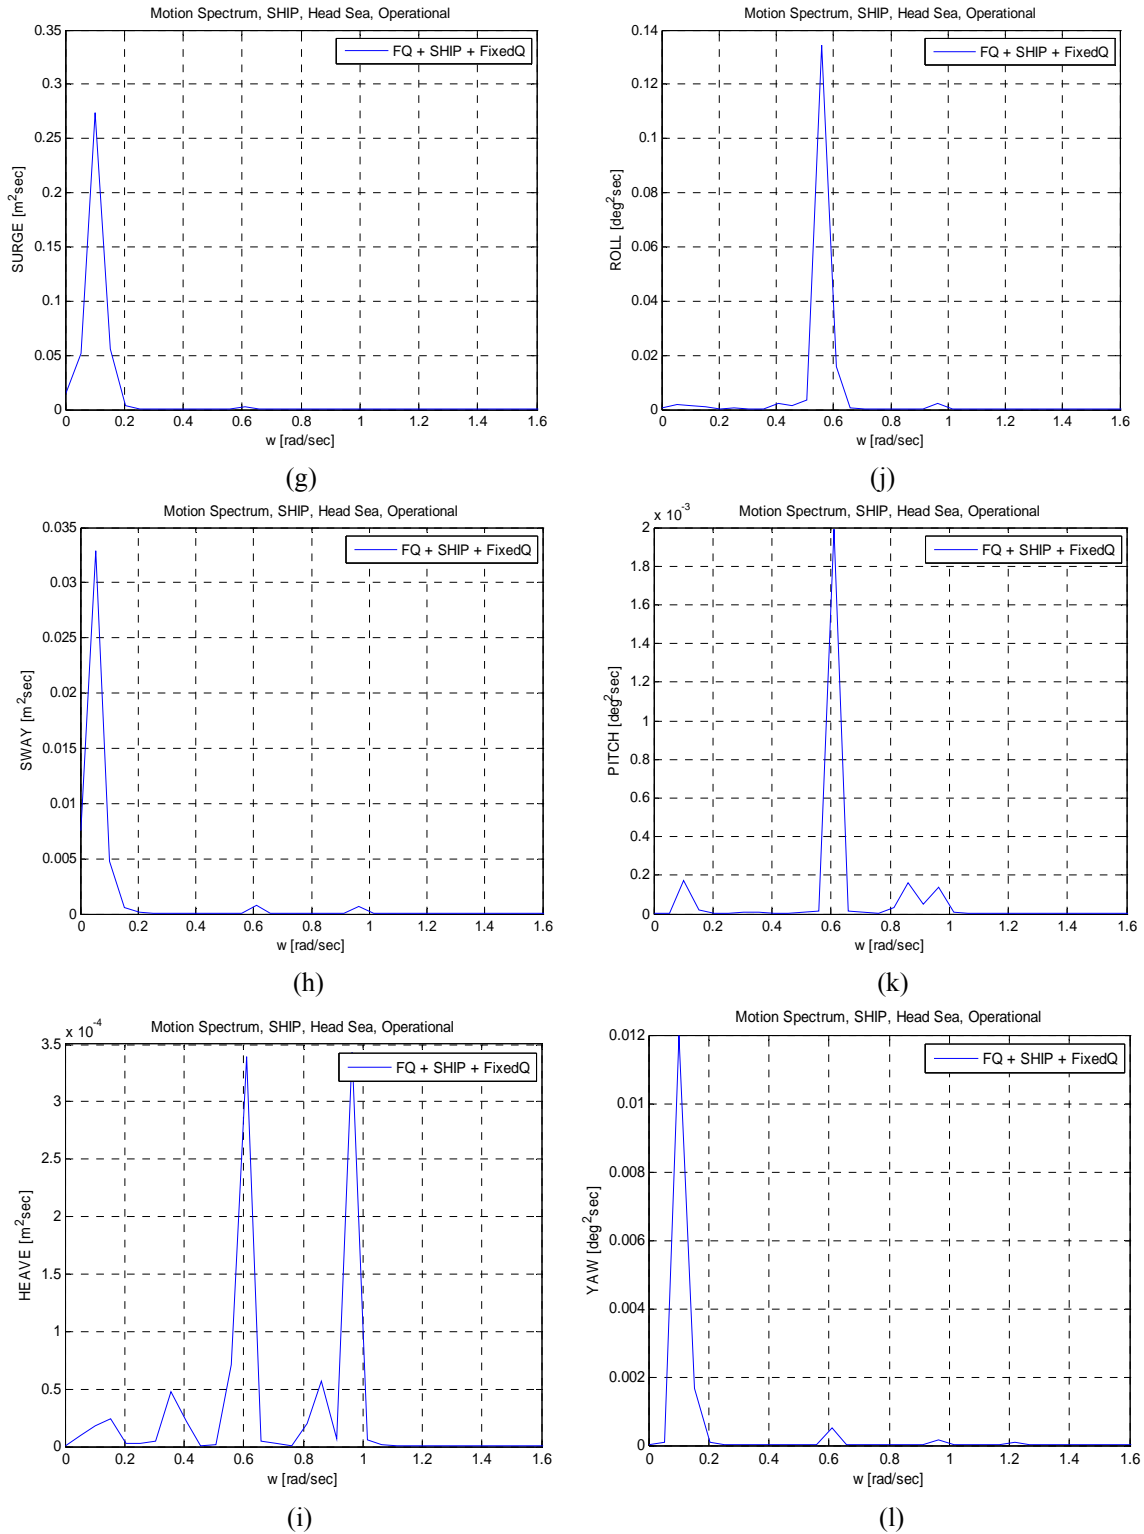 Motion Spectrum, SHIP, Head Sea, Operational
FQ + SHIP + FixedQ
SURGE [m²sec]
0.35
0.3
0.25
0.2
0.15
0.1
0.05
0
0 0.2 0.4 0.6 0.8 1 1.2 1.4 1.6
w [rad/sec]
(g)
Motion Spectrum, SHIP, Head Sea, Operational
FQ + SHIP + FixedQ
ROLL [deg²sec]
0.14
0.12
0.1
0.08
0.06
0.04
0.02
0
0 0.2 0.4 0.6 0.8 1 1.2 1.4 1.6
w [rad/sec]
(j)
Motion Spectrum, SHIP, Head Sea, Operational
FQ + SHIP + FixedQ
SWAY [m²sec]
0.035
0.03
0.025
0.02
0.015
0.01
0.005
0
0 0.2 0.4 0.6 0.8 1 1.2 1.4 1.6
w [rad/sec]
(h)
x 10⁻³
Motion Spectrum, SHIP, Head Sea, Operational
FQ + SHIP + FixedQ
PITCH [deg²sec]
2
1.8
1.6
1.4
1.2
1
0.8
0.6
0.4
0.2
0
0 0.2 0.4 0.6 0.8 1 1.2 1.4 1.6
w [rad/sec]
(k)
x 10⁻⁴
Motion Spectrum, SHIP, Head Sea, Operational
FQ + SHIP + FixedQ
HEAVE [m²sec]
3.5
3
2.5
2
1.5
1
0.5
0
0 0.2 0.4 0.6 0.8 1 1.2 1.4 1.6
w [rad/sec]
(i)
Motion Spectrum, SHIP, Head Sea, Operational
FQ + SHIP + FixedQ
YAW [deg²sec]
0.012
0.01
0.008
0.006
0.004
0.002
0
0 0.2 0.4 0.6 0.8 1 1.2 1.4 1.6
w [rad/sec]
(l)